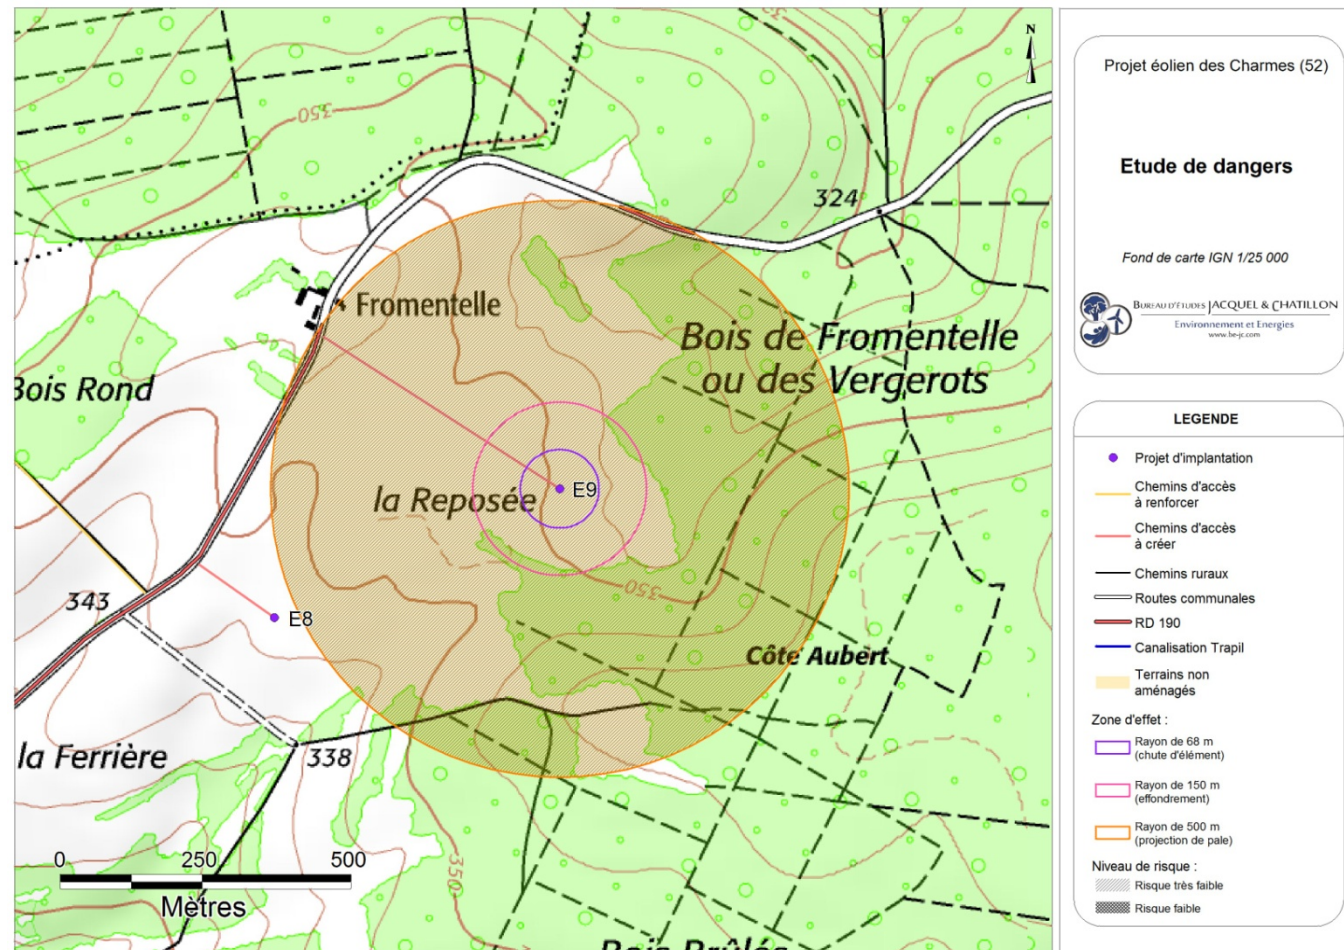 N
350
324
Fromentelle
Bois de Fromentelle
ou des Vergerots
Bois Rond
la Reposée
E9
350
343
E8
Côte Aubert
la Ferrière
338
350
0 250 500
Mètres
Bois Brûlés
Projet éolien des Charmes (52)
Etude de dangers
Fond de carte IGN 1/25 000
BUREAU D'ÉTUDES JACQUEL & CHATILLON
Environnement et Energies
www.be-jc.com
LEGENDE
Projet d'implantation
Chemins d'accès
à renforcer
Chemins d'accès
à créer
Chemins ruraux
Routes communales
RD 190
Canalisation Trapil
Terrains non
aménagés
Zone d'effet :
Rayon de 68 m
(chute d'élément)
Rayon de 150 m
(effondrement)
Rayon de 500 m
(projection de pale)
Niveau de risque :
Risque très faible
Risque faible